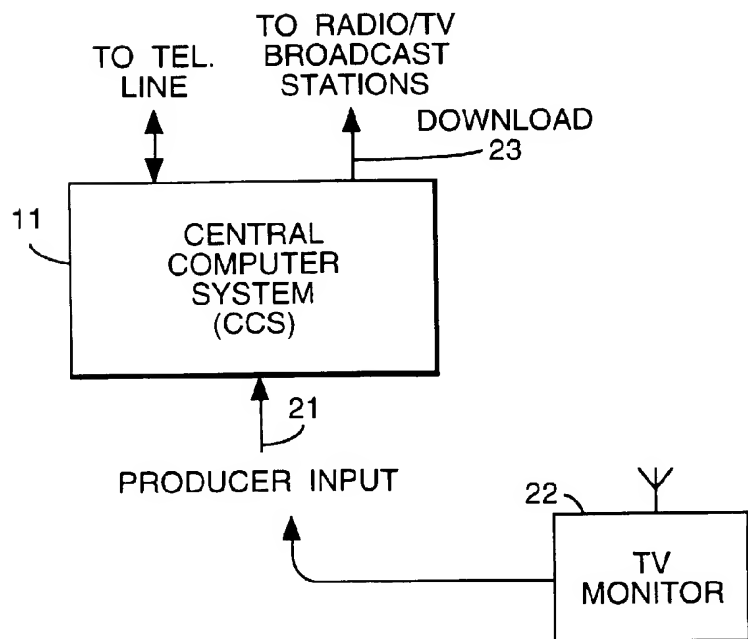 TO TEL.
LINE
TO RADIO/TV
BROADCAST
STATIONS
DOWNLOAD
23
11
CENTRAL
COMPUTER
SYSTEM
(CCS)
21
PRODUCER INPUT
22
TV
MONITOR